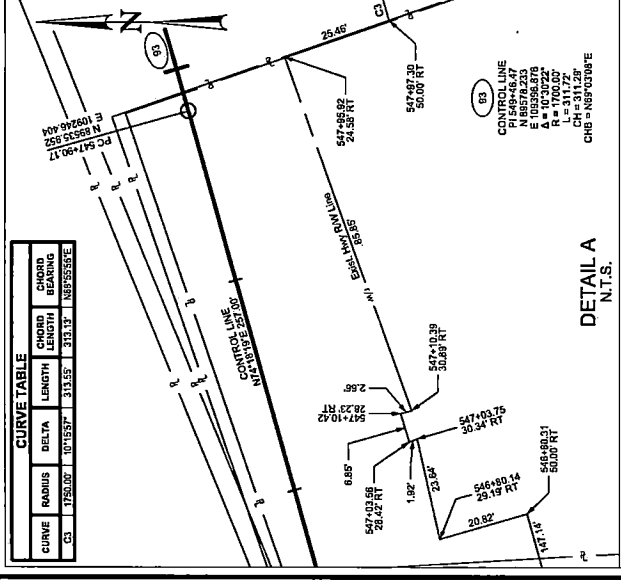 CURVE TABLE
CURVE RADIUS DELTA LENGTH CHORD LENGTH CHORD BEARING
C3 1750.00' 10°15'57" 313.55' 313.13' N68°55'56"E
N
93
PC 547+90.17
N 89535.952
E 109246.404
CONTROL LINE
N74°18'19"E 257.00'
25.46'
C3
547+97.30
50.00' RT
547+95.92
24.58' RT
Exist. Hwy R/W Line
85.85'
93
CONTROL LINE
PI 549+46.47
N 89578.233
E 109396.876
Δ = 10°30'22"
R = 1700.00'
L = 311.72'
CH = 311.29'
CHB = N69°03'08"E
2.66'
547+10.42
28.23' RT
547+10.39
30.89' RT
6.85'
547+03.56
28.42' RT
547+03.75
30.34' RT
1.92'
23.64'
546+80.14
29.19' RT
20.82'
546+80.31
50.00' RT
147.14'
DETAIL A
N.T.S.